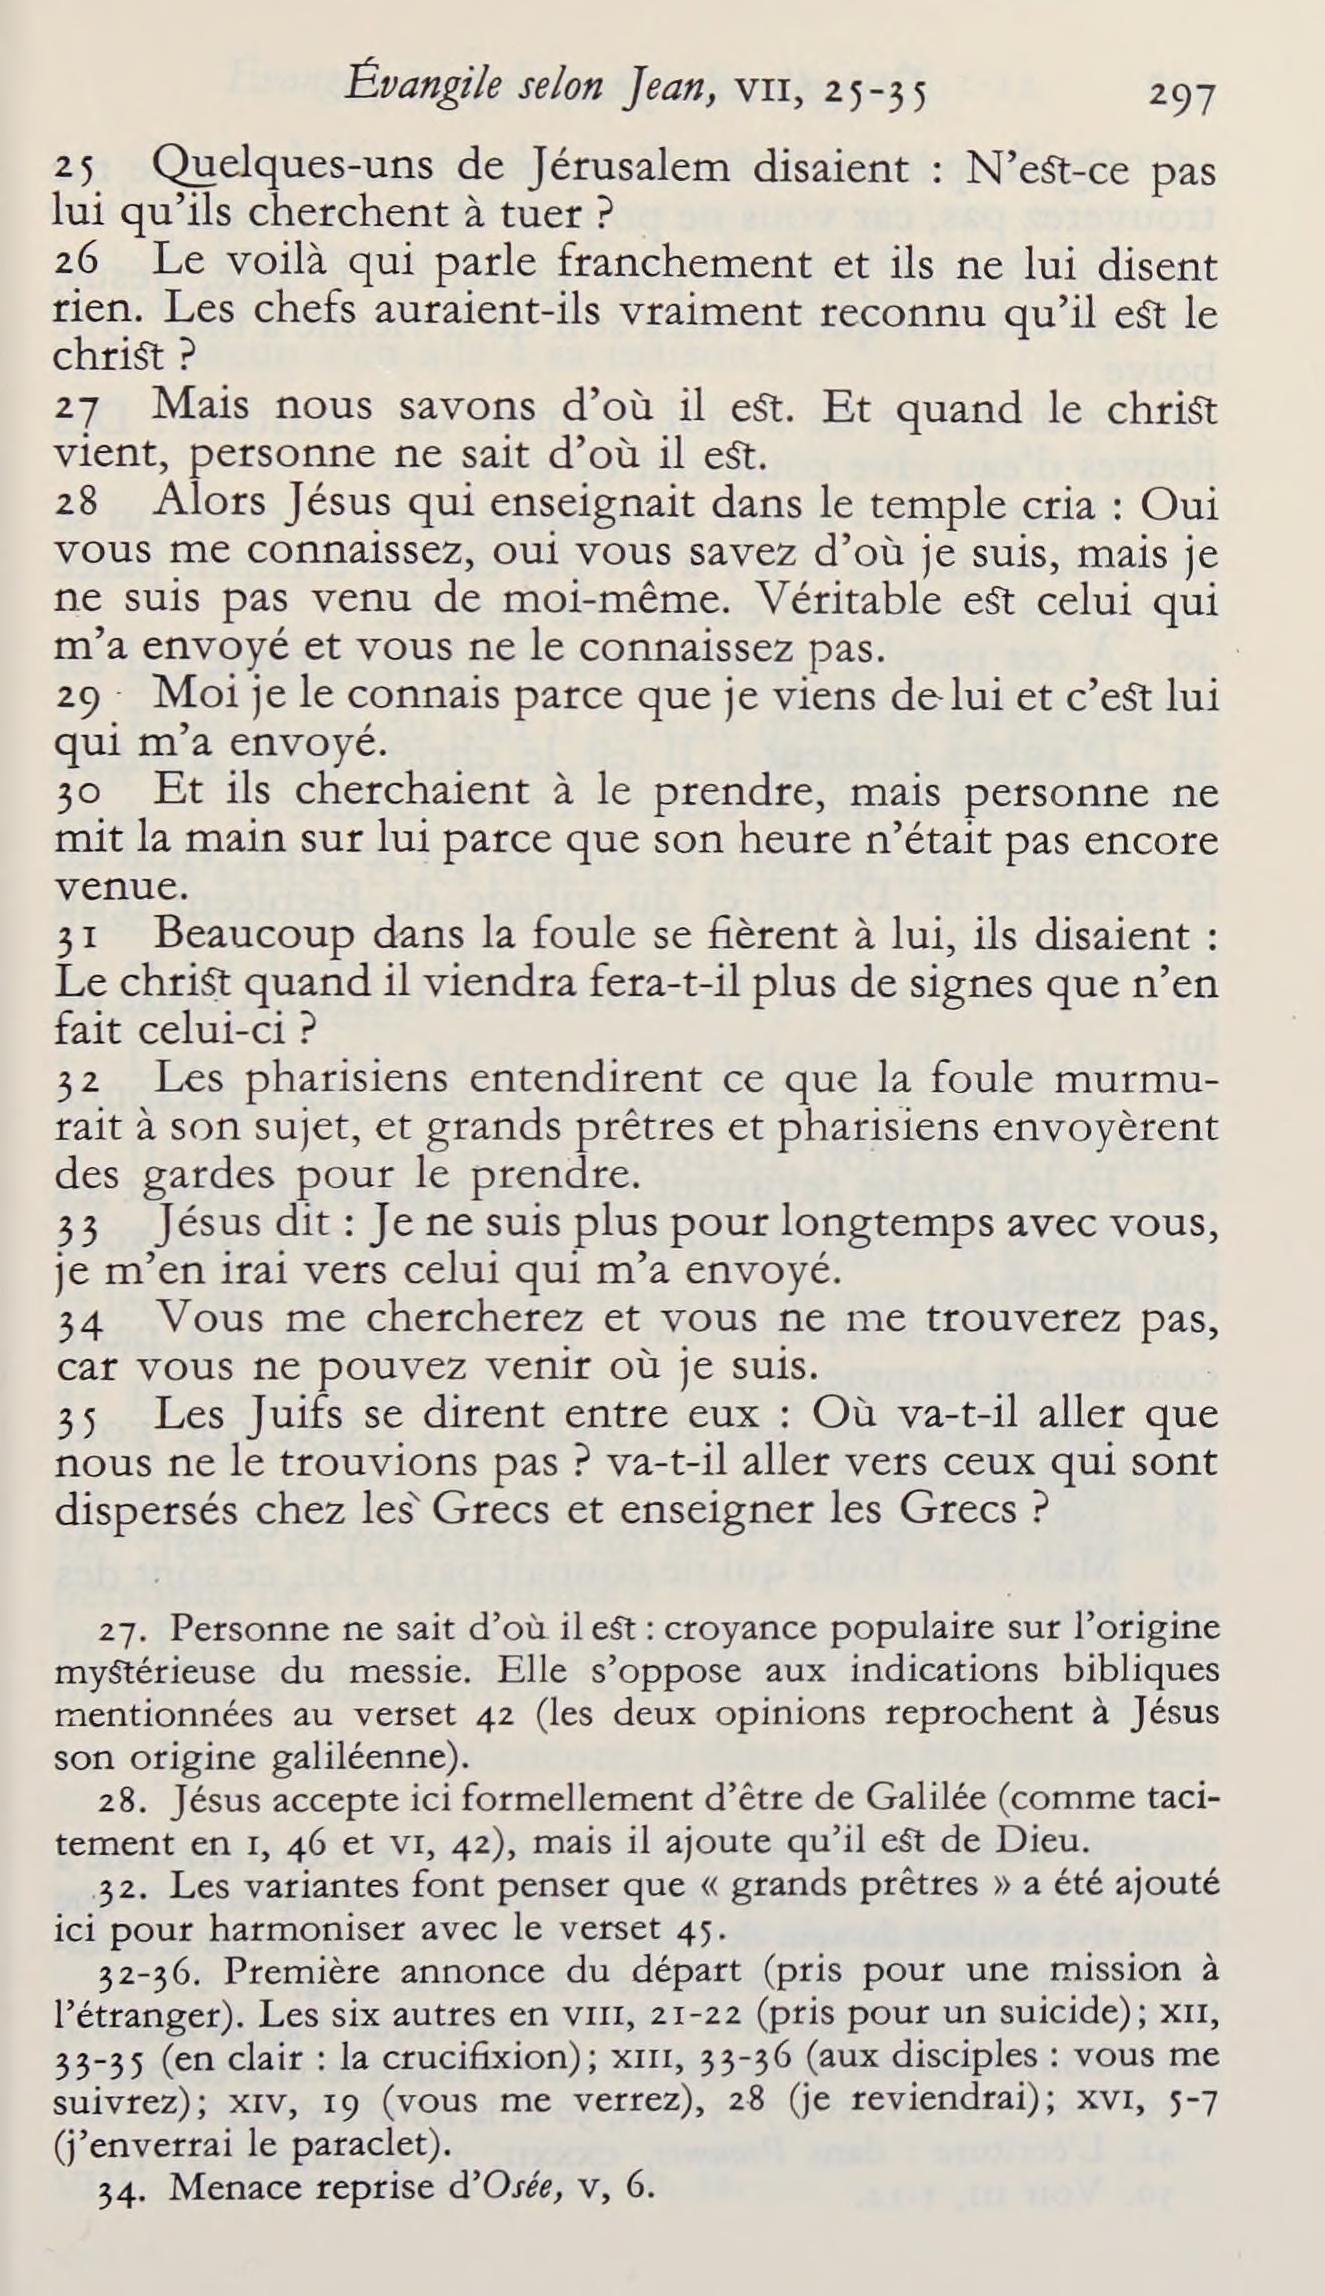 Évangile selon Jean, VII, 25-35 297
25 Quelques-uns de Jérusalem disaient : N’est-ce pas
lui qu’ils cherchent à tuer ?
26 Le voilà qui parle franchement et ils ne lui disent
rien. Les chefs auraient-ils vraiment reconnu qu’il est le
christ ?
27 Mais nous savons d’où il est. Et quand le christ
vient, personne ne sait d’où il est.
28 Alors Jésus qui enseignait dans le temple cria : Oui
vous me connaissez, oui vous savez d’où je suis, mais je
ne suis pas venu de moi-même. Véritable est celui qui
m’a envoyé et vous ne le connaissez pas.
29 Moi je le connais parce que je viens de lui et c’est lui
qui m’a envoyé.
30 Et ils cherchaient à le prendre, mais personne ne
mit la main sur lui parce que son heure n’était pas encore
venue.
31 Beaucoup dans la foule se fièrent à lui, ils disaient :
Le christ quand il viendra fera-t-il plus de signes que n’en
fait celui-ci ?
32 Les pharisiens entendirent ce que la foule murmu-
rait à son sujet, et grands prêtres et pharisiens envoyèrent
des gardes pour le prendre.
33 Jésus dit : Je ne suis plus pour longtemps avec vous,
je m’en irai vers celui qui m’a envoyé.
34 Vous me chercherez et vous ne me trouverez pas,
car vous ne pouvez venir où je suis.
35 Les Juifs se dirent entre eux : Où va-t-il aller que
nous ne le trouvions pas ? va-t-il aller vers ceux qui sont
dispersés chez les Grecs et enseigner les Grecs ?
27. Personne ne sait d’où il est : croyance populaire sur l’origine
mystérieuse du messie. Elle s’oppose aux indications bibliques
mentionnées au verset 42 (les deux opinions reprochent à Jésus
son origine galiléenne).
28. Jésus accepte ici formellement d’être de Galilée (comme taci-
tement en I, 46 et VI, 42), mais il ajoute qu’il est de Dieu.
32. Les variantes font penser que « grands prêtres » a été ajouté
ici pour harmoniser avec le verset 45.
32-36. Première annonce du départ (pris pour une mission à
l’étranger). Les six autres en VIII, 21-22 (pris pour un suicide); XII,
33-35 (en clair : la crucifixion); XIII, 33-36 (aux disciples : vous me
suivrez); XIV, 19 (vous me verrez), 28 (je reviendrai); XVI, 5-7
(j’enverrai le paraclet).
34. Menace reprise d’Osée, V, 6.